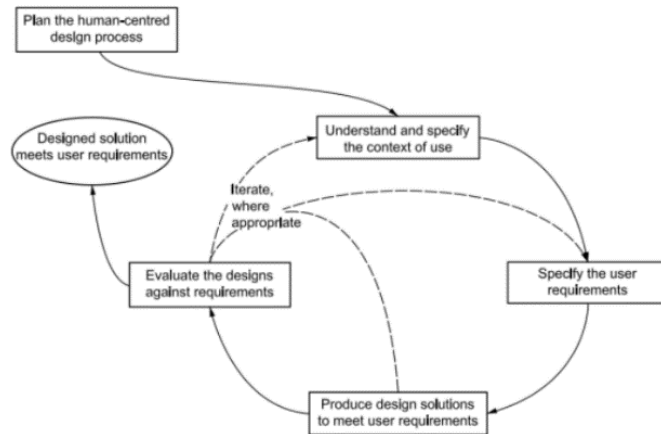 Plan the human-centred
design process
Understand and specify
the context of use
Designed solution
meets user requirements
Iterate,
where
appropriate
Evaluate the designs
against requirements
Specify the user
requirements
Produce design solutions
to meet user requirements